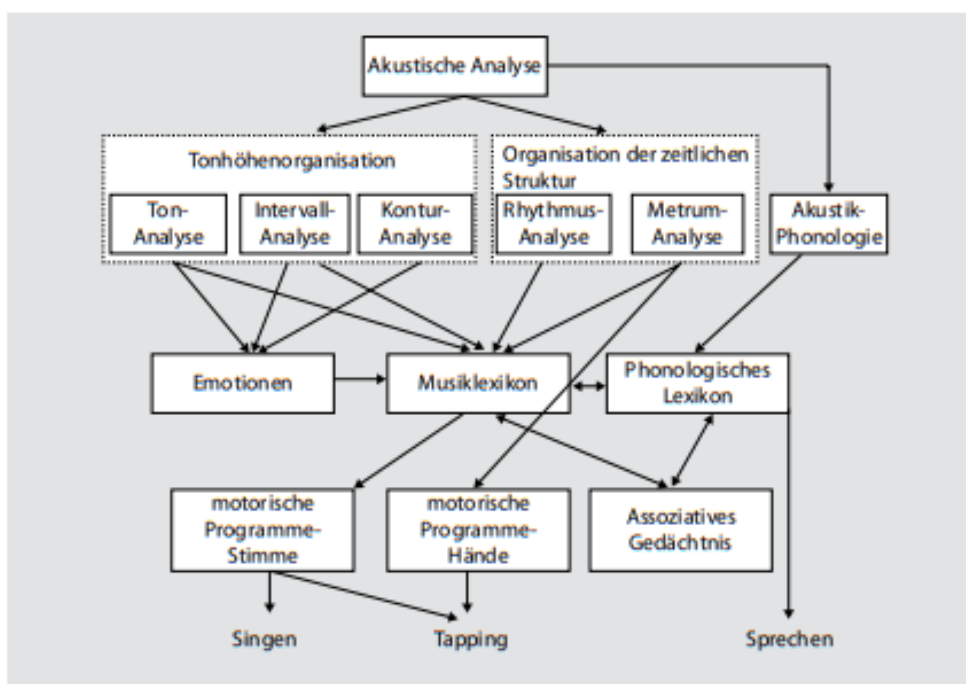 Akustische Analyse
Tonhöhenorganisation
Organisation der zeitlichen
Struktur
Ton-
Analyse
Intervall-
Analyse
Kontur-
Analyse
Rhythmus-
Analyse
Metrum-
Analyse
Akustik-
Phonologie
Emotionen
Musiklexikon
Phonologisches
Lexikon
motorische
Programme-
Stimme
motorische
Programme-
Hände
Assoziatives
Gedächtnis
Singen
Tapping
Sprechen